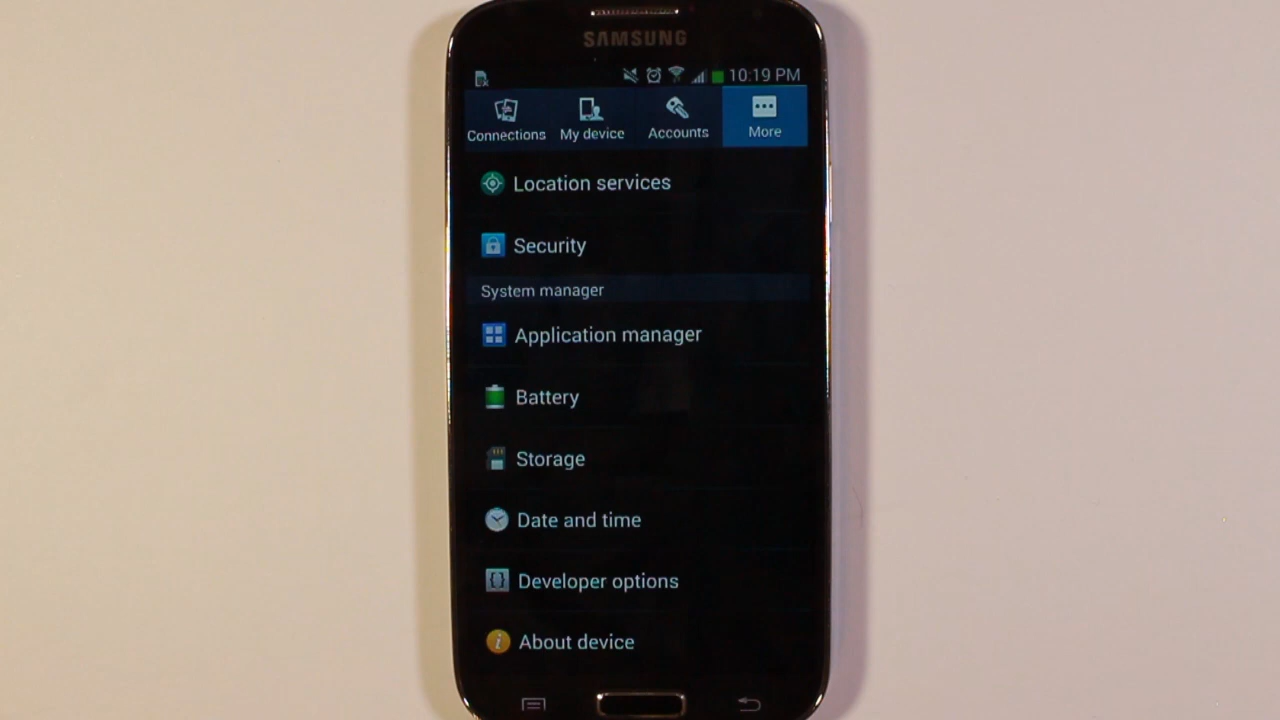 SAMSUNG
10:19 PM
Connections My device Accounts More
Location services
Security
System manager
Application manager
Battery
Storage
Date and time
Developer options
About device